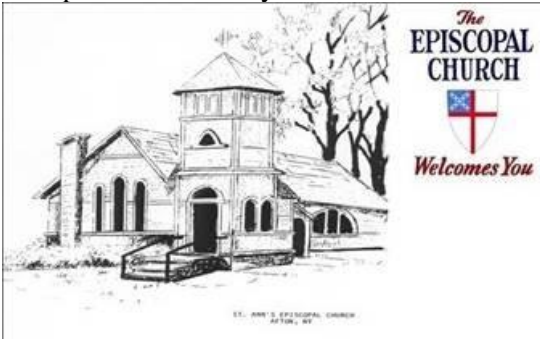 The
EPISCOPAL
CHURCH
Welcomes You
ST. ANN'S EPISCOPAL CHURCH
AFTON, NY